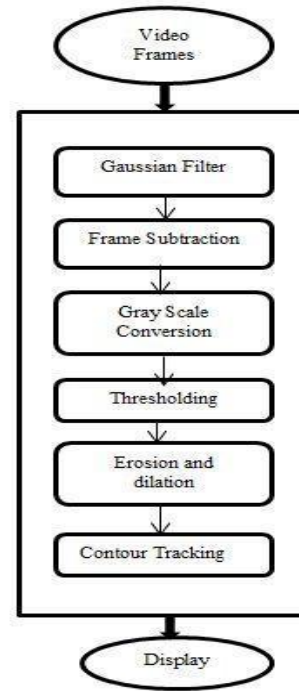 Video
Frames
Gaussian Filter
Frame Subtraction
Gray Scale
Conversion
Thresholding
Erosion and
dilation
Contour Tracking
Display